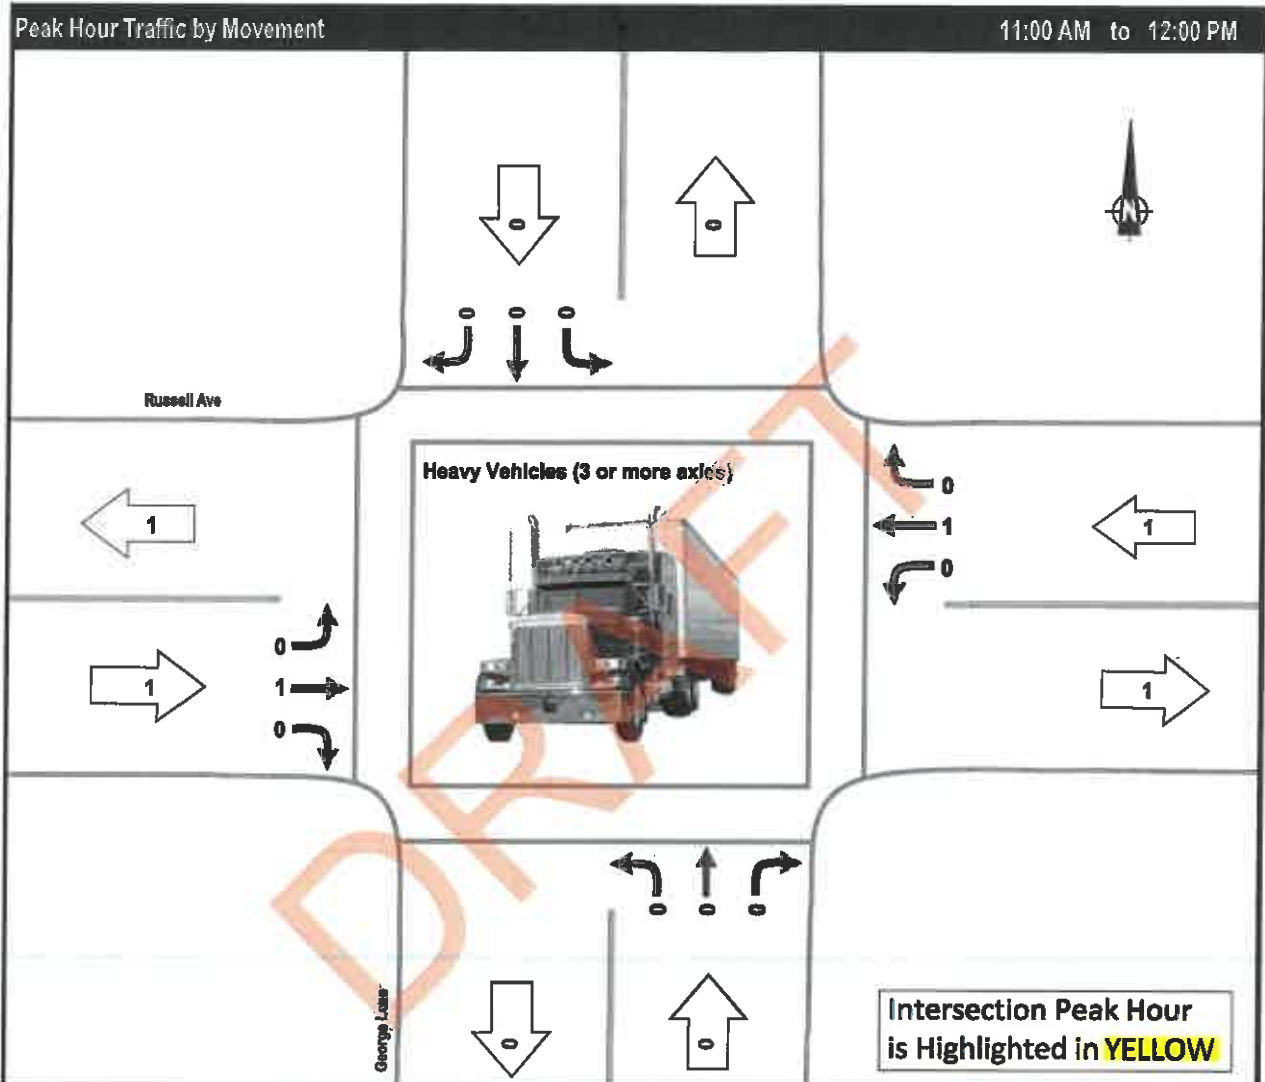 Peak Hour Traffic by Movement 11:00 AM to 12:00 PM
0 0
0 0 0
N
Russell Ave
Heavy Vehicles (3 or more axles)
0
1 1 1
0
0
1 1 1
0
0 0 0
George Lane
0 0
Intersection Peak Hour
is Highlighted in YELLOW
DRAFT